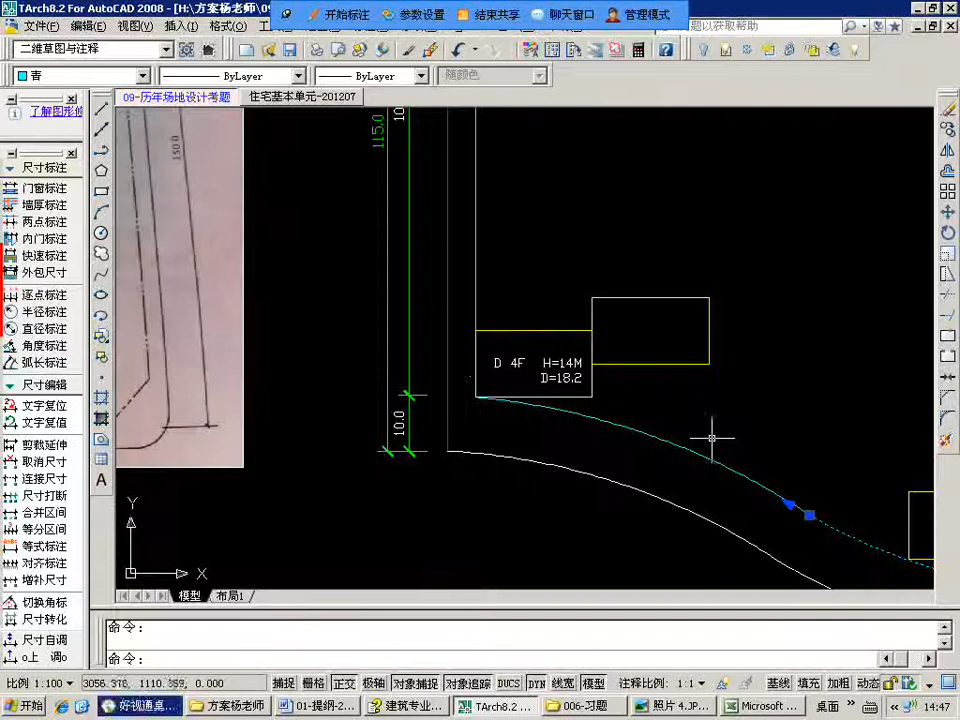 TArch8.2 For AutoCAD 2008 - [H:\方案杨老师\09
开始标注
参数设置
结束共享
聊天窗口
管理模式
文件(F)
编辑(E)
视图(V)
插入(I)
格式(O)
二维草图与注释
青
ByLayer
ByLayer
随颜色
09-历年场地设计考题
住宅基本单元-201207
了解图形修
尺寸标注
门窗标注
墙厚标注
两点标注
内门标注
快速标注
外包尺寸
逐点标注
半径标注
直径标注
角度标注
弧长标注
尺寸编辑
文字复位
文字复值
剪裁延伸
取消尺寸
连接尺寸
尺寸打断
合并区间
等分区间
等式标注
对齐标注
增补尺寸
切换角标
尺寸转化
尺寸自调
o上 调o
150.0
115.0
10
10.0
D 4F H=14M
D=18.2
Y
X
模型
布局1
命令:
命令:
比例 1:100
3056.378, 1110.359, 0.000
捕捉
栅格
正交
极轴
对象捕捉
对象追踪
DUCS
DYN
线宽
模型
注释比例: 1:1
基线
填充
加粗
动态
开始
好视通桌...
方案杨老师
01-提纲-2...
建筑专业...
TArch8.2 ...
006-习题
照片 4.JP...
Microsoft ...
桌面
14:47